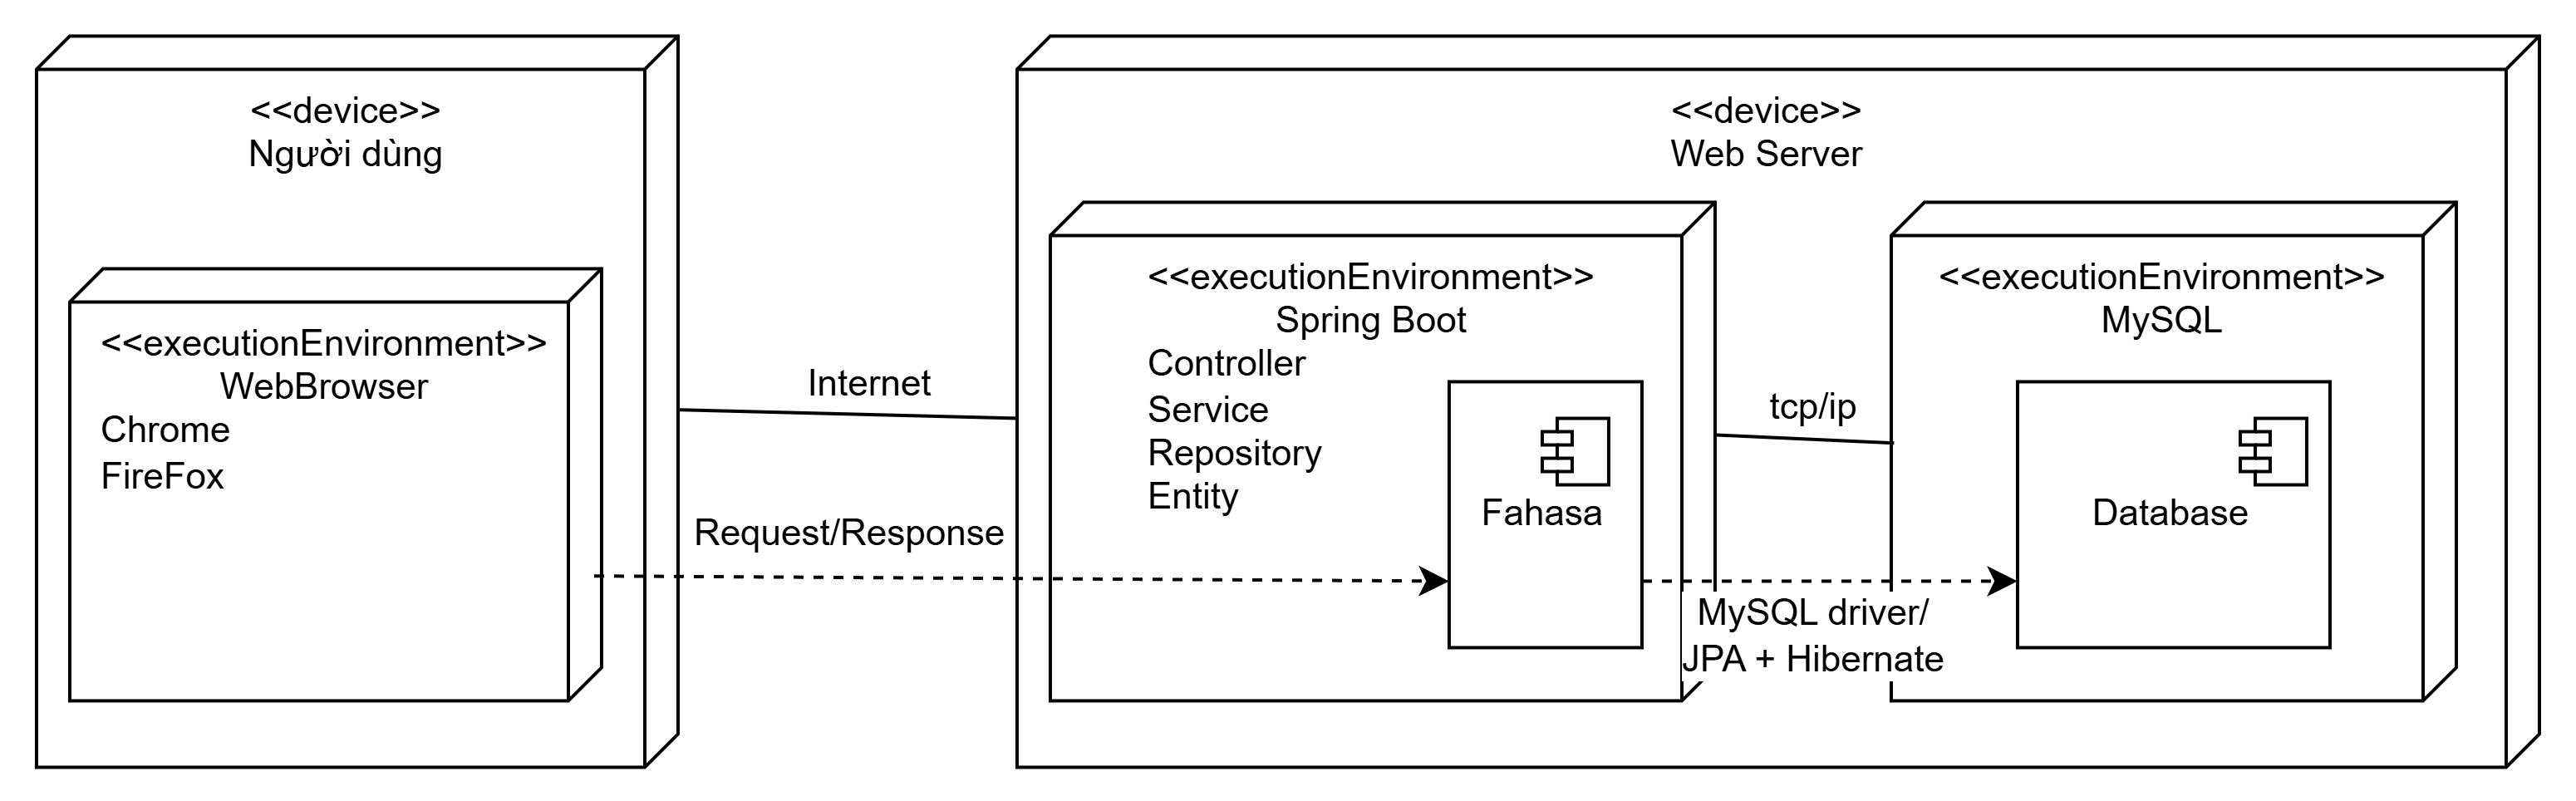 <<device>>
Người dùng
<<executionEnvironment>>
WebBrowser
Chrome
FireFox
Internet
Request/Response
<<device>>
Web Server
<<executionEnvironment>>
Spring Boot
Controller
Service
Repository
Entity
Fahasa
tcp/ip
MySQL driver/
JPA + Hibernate
<<executionEnvironment>>
MySQL
Database